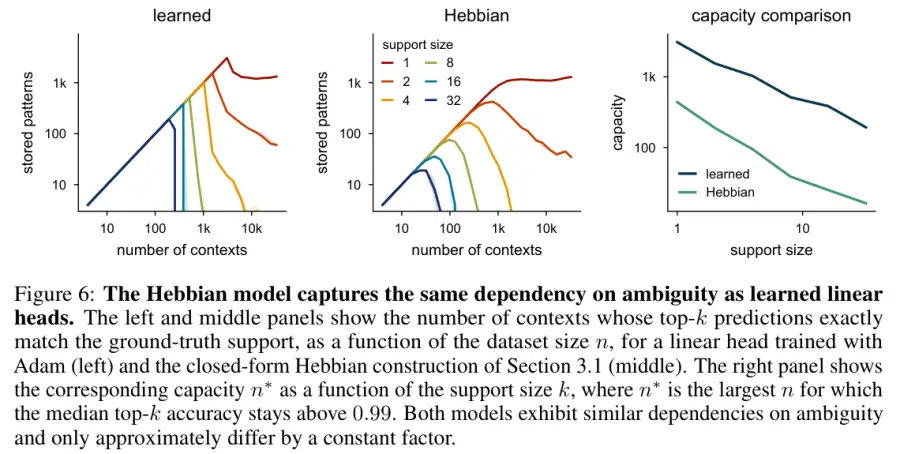 learned
Hebbian
capacity comparison
stored patterns
1k
100
10
10
100
1k
10k
number of contexts
stored patterns
support size
1
8
2
16
4
32
1k
100
10
10
100
1k
10k
number of contexts
capacity
1k
100
learned
Hebbian
1
10
support size
Figure 6: The Hebbian model captures the same dependency on ambiguity as learned linear
heads. The left and middle panels show the number of contexts whose top-k predictions exactly
match the ground-truth support, as a function of the dataset size n, for a linear head trained with
Adam (left) and the closed-form Hebbian construction of Section 3.1 (middle). The right panel shows
the corresponding capacity n* as a function of the support size k, where n* is the largest n for which
the median top-k accuracy stays above 0.99. Both models exhibit similar dependencies on ambiguity
and only approximately differ by a constant factor.